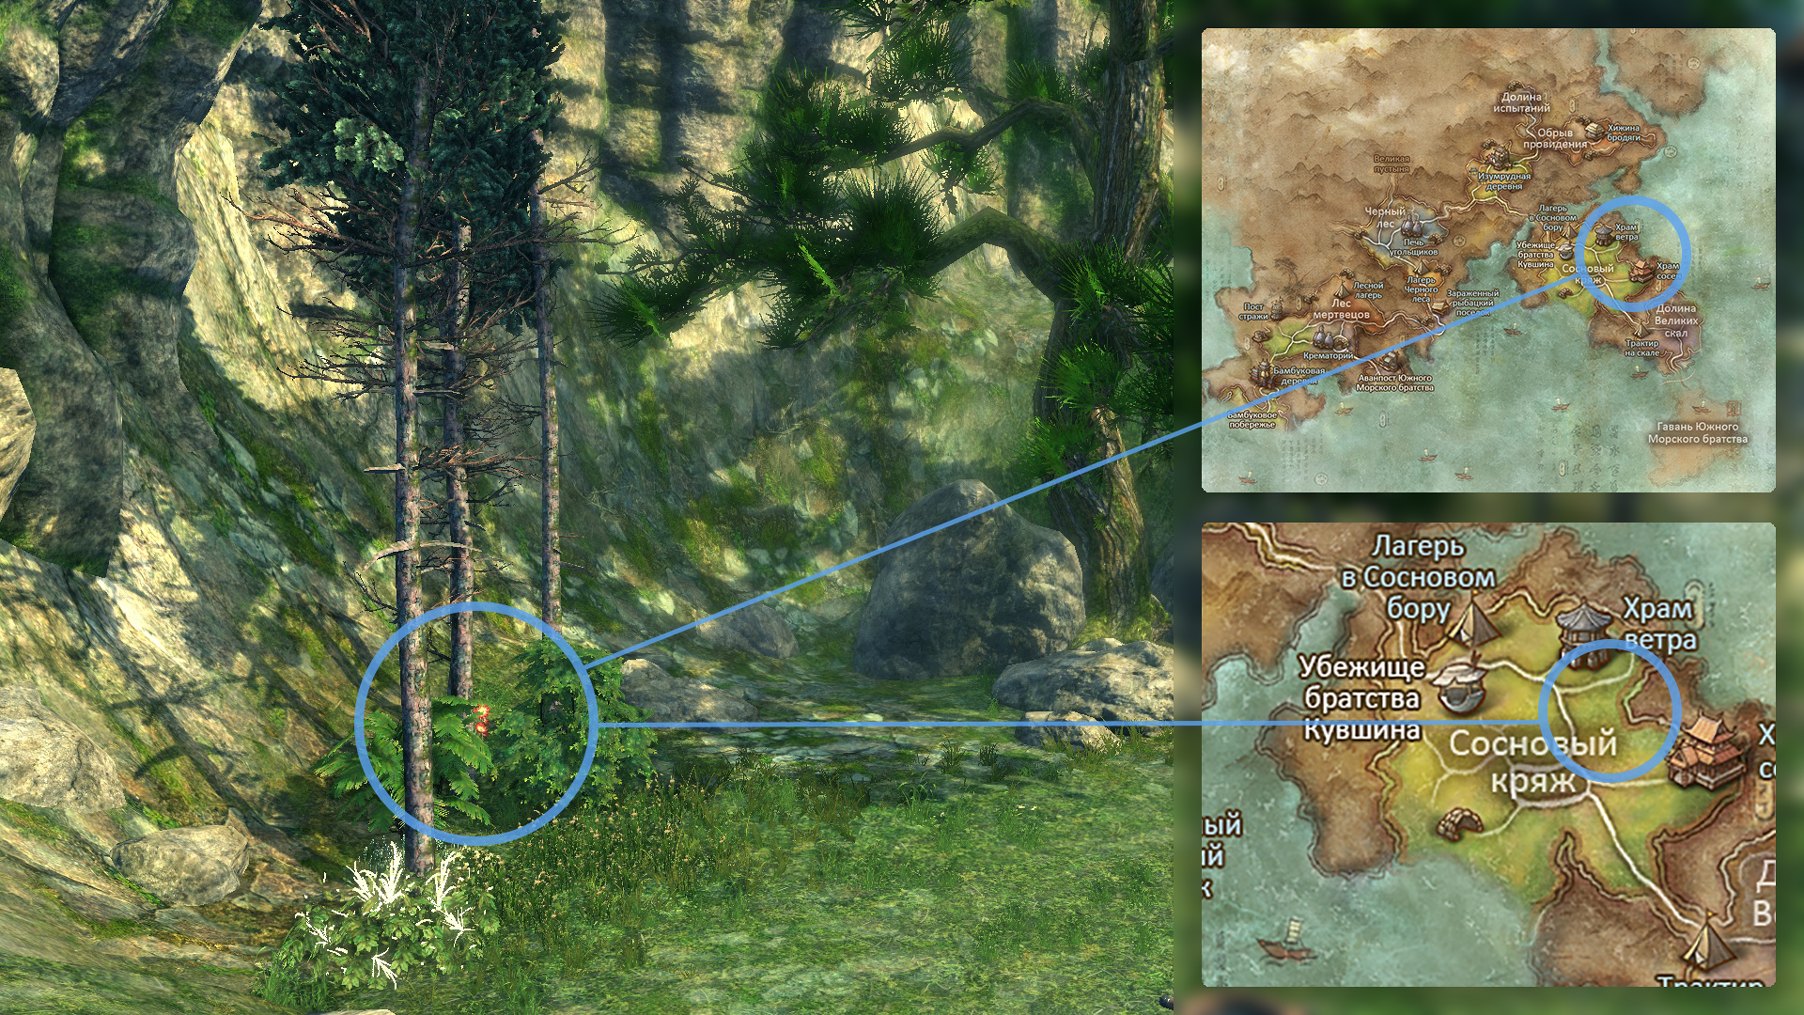 Долина
испытаний
Обрыв
провидения
Хижина
бродяги
Великая
пустыня
Изумрудная
деревня
Черный
лес
Печь
угольщиков
Лагерь
в Сосновом
бору
Храм
ветра
Убежище
братства
Кувшина
Сосновый
кряж
Храм
Лесной
лагерь
Лагерь
Черного
леса
Зараженный
рыбацкий
поселок
Пост
стражи
Лес
мертвецов
Крематорий
Долина
Великих
скал
Трактир
на скале
Бамбуковая
деревня
Аванпост Южного
Морского братства
Бамбуковое
побережье
Гавань Южного
Морского братства
Лагерь
в Сосновом
бору
Храм
ветра
Убежище
братства
Кувшина
Сосновый
кряж
Х
с
ый
й
к
Д
В
Трактир